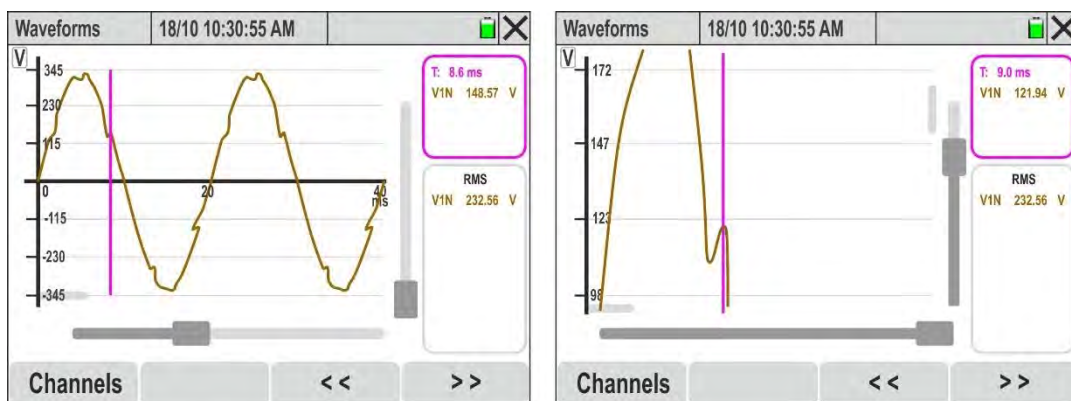 Waveforms 18/10 10:30:55 AM
V
345
230
115
0 20 40
ms
-115
-230
-345
T: 8.6 ms
V1N 148.57 V
RMS
V1N 232.56 V
Channels << >>
Waveforms 18/10 10:30:55 AM
V
172
147
123
98
T: 9.0 ms
V1N 121.94 V
RMS
V1N 232.56 V
Channels << >>